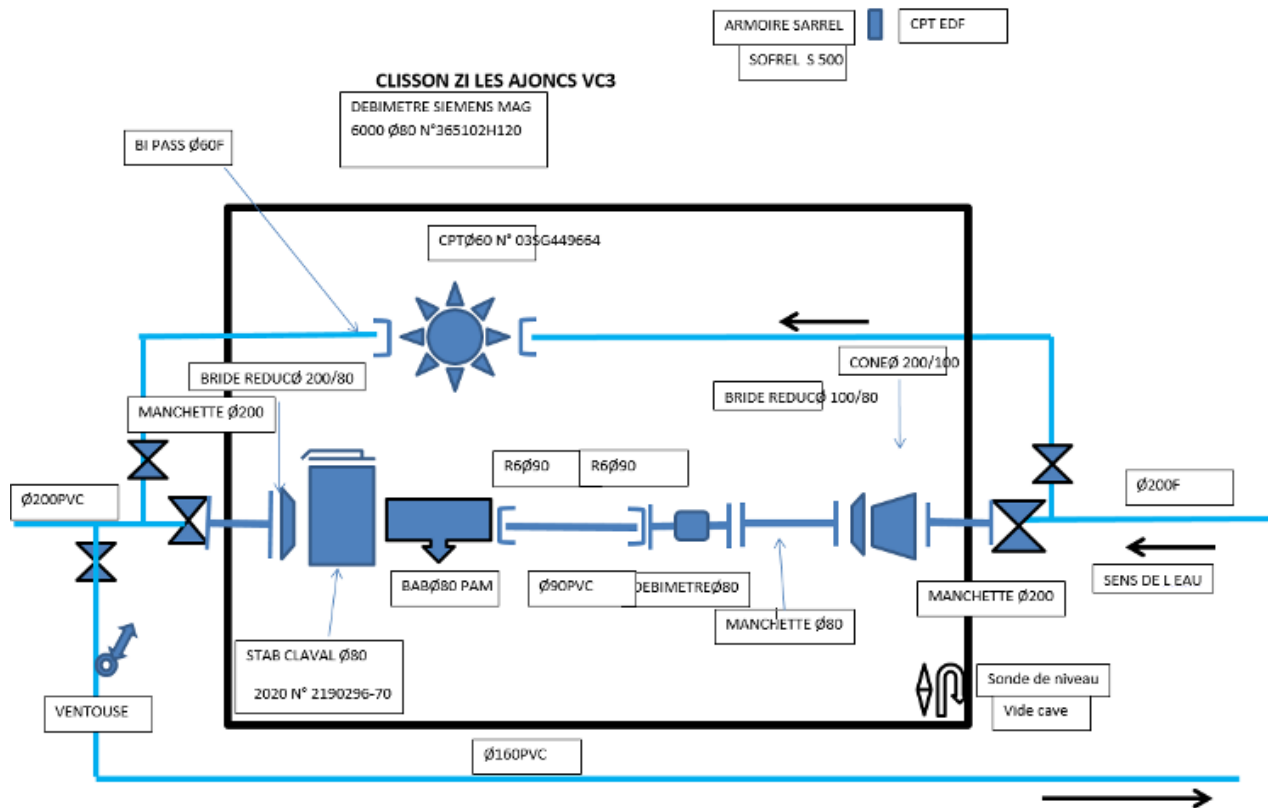 ARMOIRE SARREL
CPT EDF
SOFREL S 500
CLISSON ZI LES AJONCS VC3
DEBIMETRE SIEMENS MAG
6000 Ø80 N°365102H120
BI PASS Ø60F
CPTØ60 N° 03SG449664
CONEØ 200/100
BRIDE REDUCØ 200/80
BRIDE REDUCØ 100/80
MANCHETTE Ø200
R6Ø90
R6Ø90
Ø200PVC
Ø200F
SENS DE L EAU
BABØ80 PAM
Ø90PVC
DEBIMETREØ80
MANCHETTE Ø200
MANCHETTE Ø80
STAB CLAVAL Ø80
2020 N° 2190296-70
Sonde de niveau
Vide cave
VENTOUSE
Ø160PVC